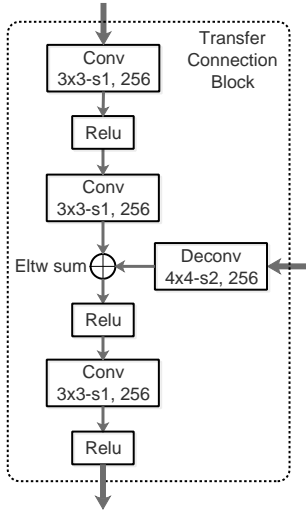 Transfer
Connection
Block
Conv
3x3-s1, 256
Relu
Conv
3x3-s1, 256
Eltw sum
Deconv
4x4-s2, 256
Relu
Conv
3x3-s1, 256
Relu